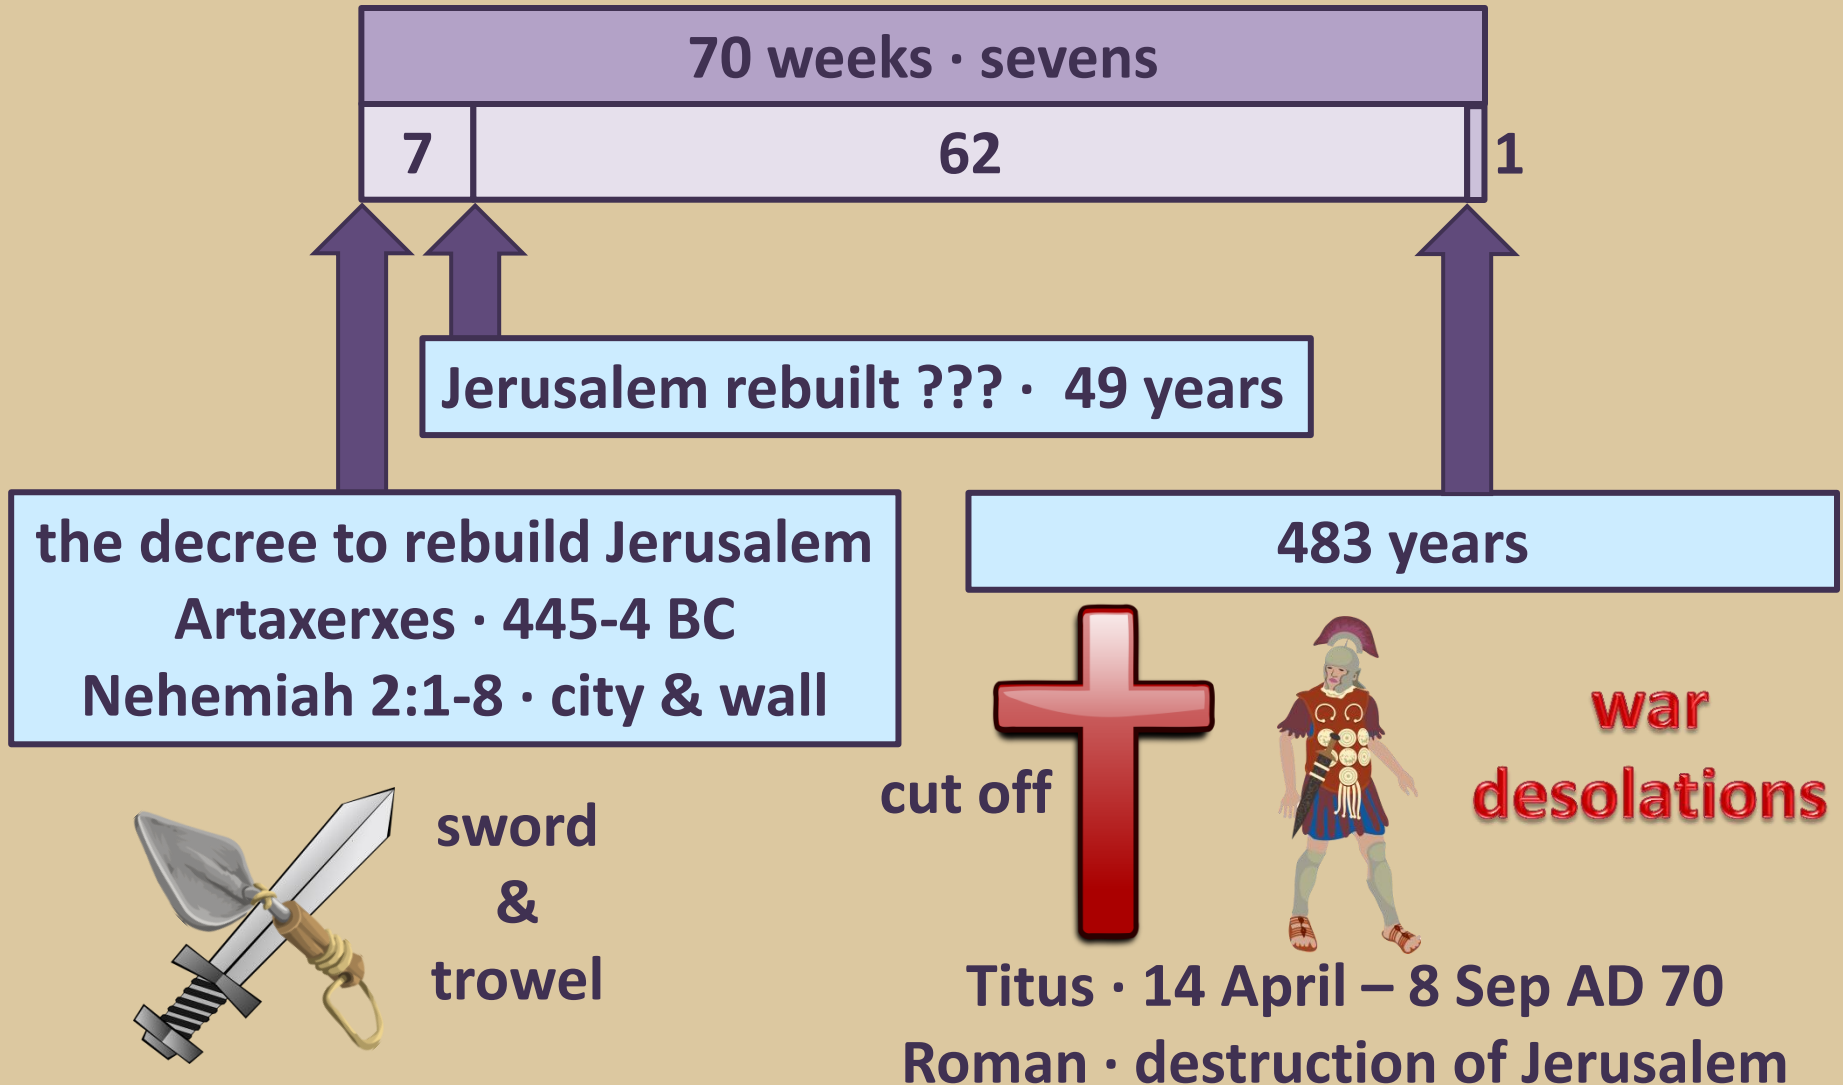 70 weeks · sevens
7
62
1
Jerusalem rebuilt ??? · 49 years
the decree to rebuild Jerusalem
Artaxerxes · 445-4 BC
Nehemiah 2:1-8 · city & wall
483 years
sword
&
trowel
cut off
war
desolations
Titus · 14 April – 8 Sep AD 70
Roman · destruction of Jerusalem